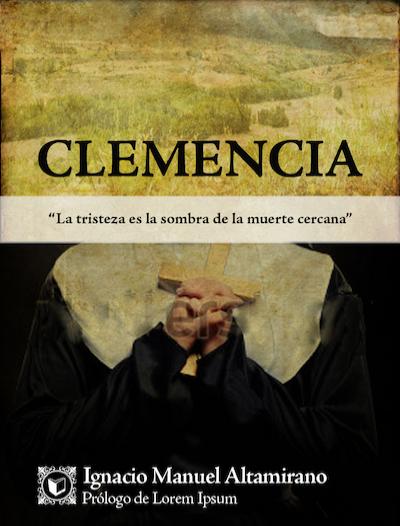 CLEMENCIA
“La tristeza es la sombra de la muerte cercana”
Ignacio Manuel Altamirano
Prólogo de Lorem Ipsum